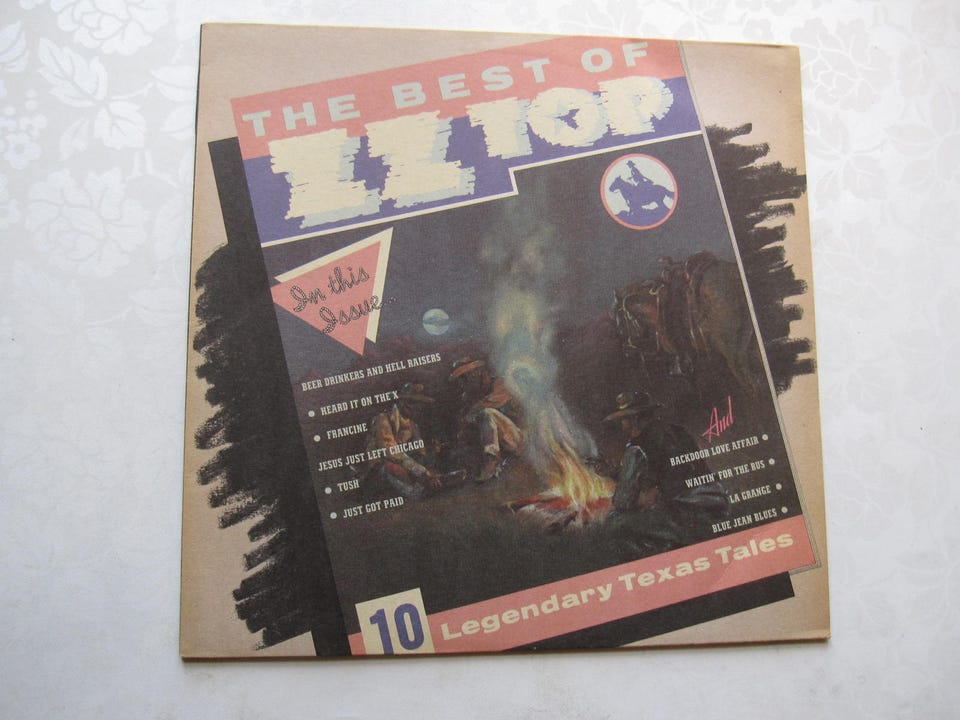 THE BEST OF
ZZ TOP
In this
Issue...
BEER DRINKERS AND HELL RAISERS
● HEARD IT ON THE X
● FRANCINE
JESUS JUST LEFT CHICAGO
● TUSH
● JUST GOT PAID
And
BACKDOOR LOVE AFFAIR ●
WAITIN' FOR THE BUS ●
LA GRANGE ●
BLUE JEAN BLUES ●
10 Legendary Texas Tales